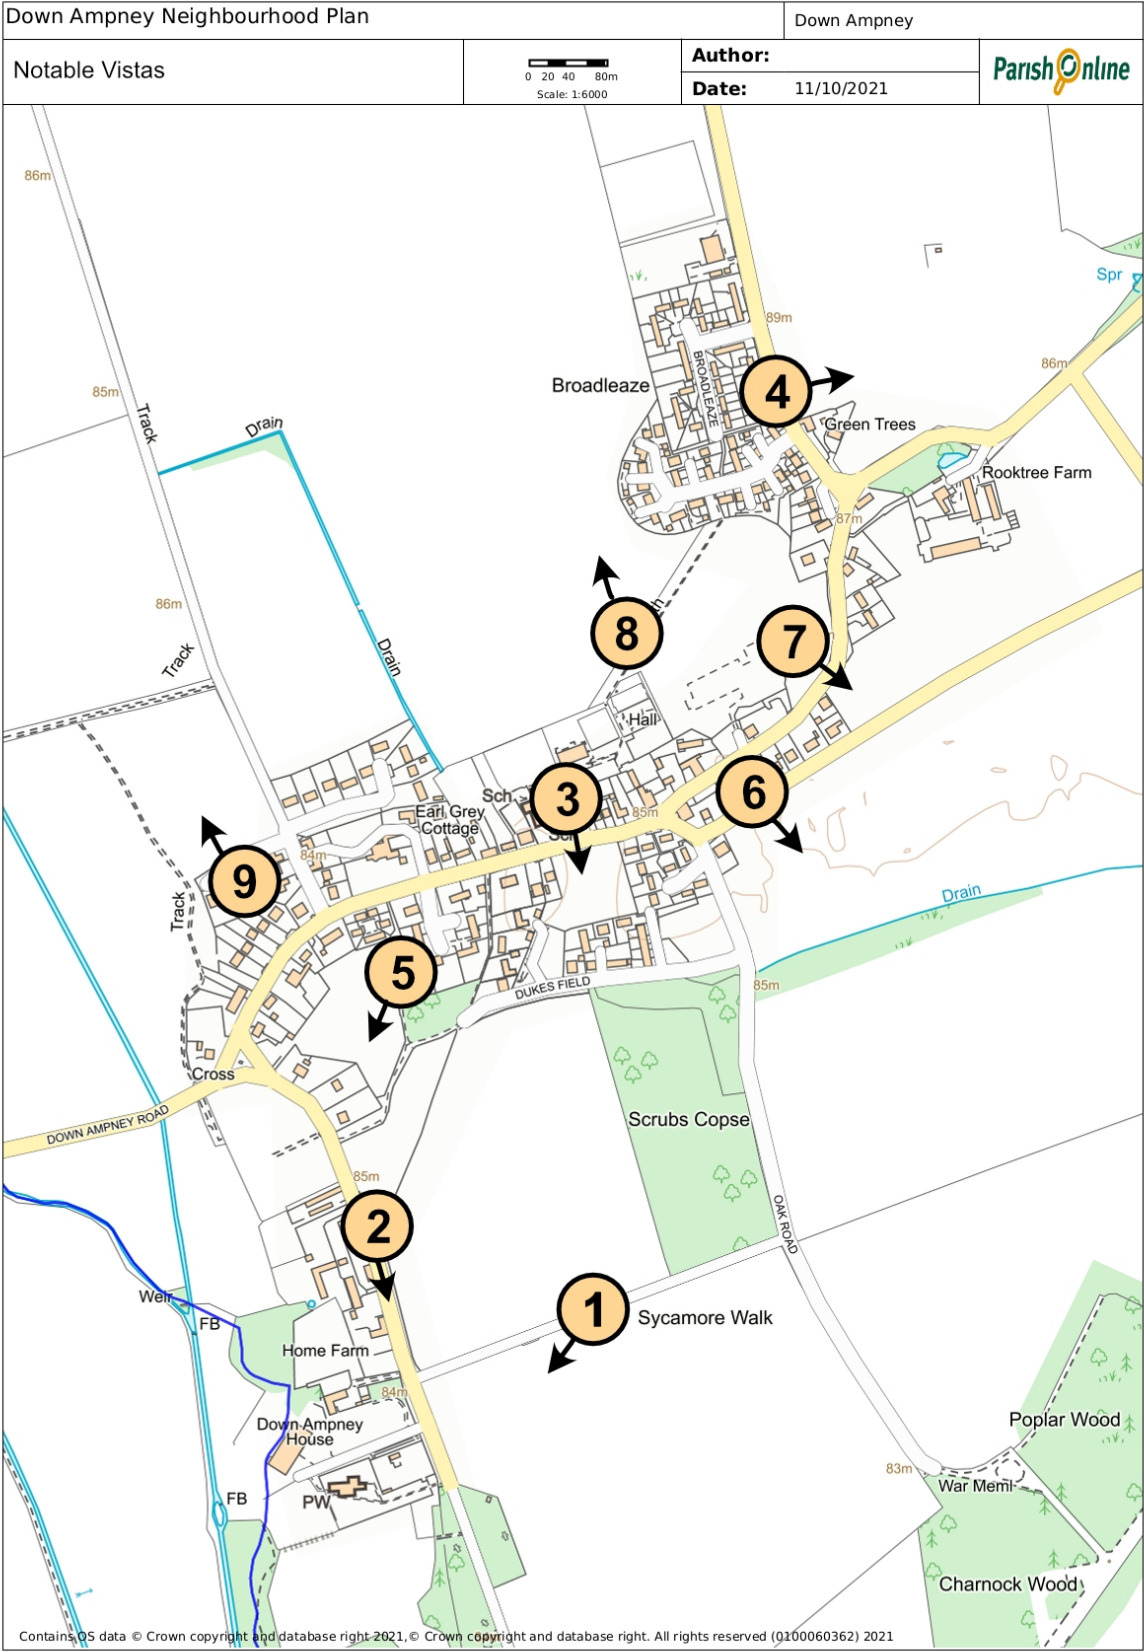 Down Ampney Neighbourhood Plan
Down Ampney
Notable Vistas
0 20 40 80m
Scale: 1:6000
Author:
Date: 11/10/2021
Parish Online
86m
Spr
89m
86m
Broadleaze
BROADLEAZE
4
85m
Track
Drain
Green Trees
Rooktree Farm
87m
86m
Track
Drain
8
7
Hall
Sch
3
6
Earl Grey
Cottage
85m
Sch
84m
9
Track
Drain
5
DUKES FIELD
85m
Cross
DOWN AMPNEY ROAD
Scrubs Copse
85m
2
OAK ROAD
Weir
FB
1
Sycamore Walk
Home Farm
84m
Down Ampney
House
Poplar Wood
83m
War Meml
PW
FB
Charnock Wood
Contains OS data © Crown copyright and database right 2021,© Crown copyright and database right. All rights reserved (0100060362) 2021